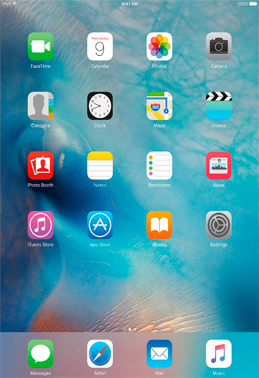 iPad
9:41 AM
100%
Wednesday
9
FaceTime
Calendar
Photos
Camera
Contacts
Clock
Maps
Videos
Photo Booth
Notes
Reminders
News
iTunes Store
App Store
iBooks
Settings
Messages
Safari
Mail
Music